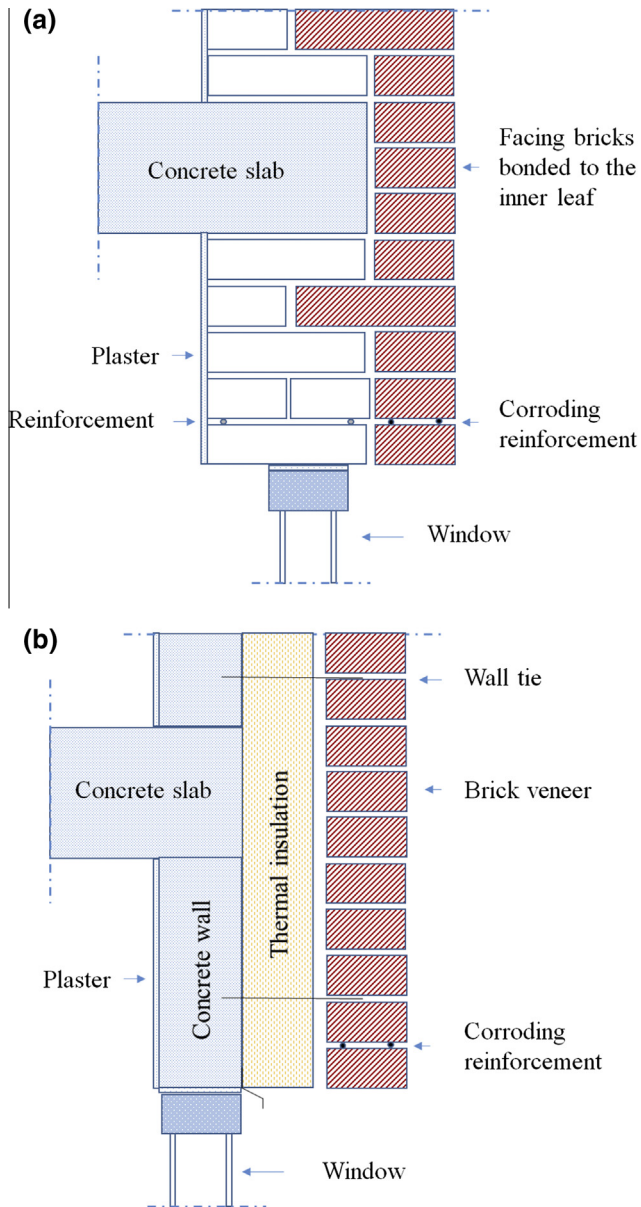 (a)
Concrete slab
Facing bricks
bonded to the
inner leaf
Plaster
Reinforcement
Corroding
reinforcement
Window
(b)
Wall tie
Concrete slab
Brick veneer
Thermal insulation
Concrete wall
Plaster
Corroding
reinforcement
Window